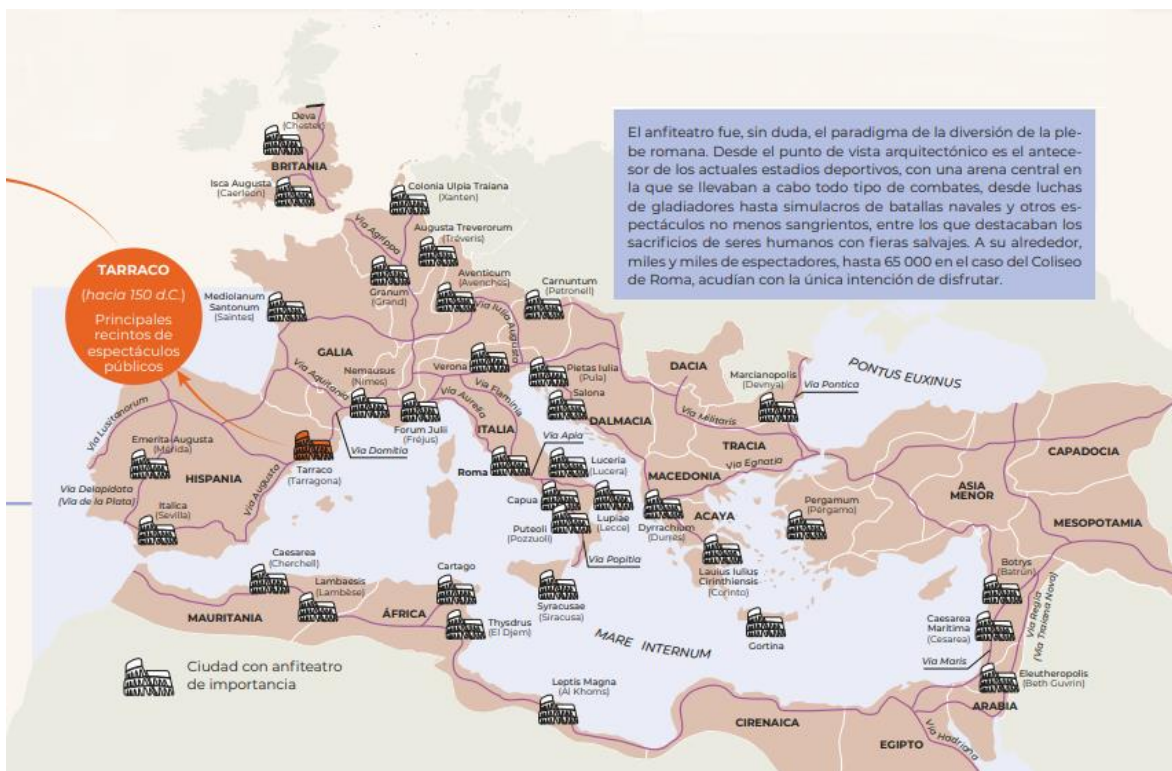 El anfiteatro fue, sin duda, el paradigma de la diversión de la ple-
be romana. Desde el punto de vista arquitectónico es el antece-
sor de los actuales estadios deportivos, con una arena central en
la que se llevaban a cabo todo tipo de combates, desde luchas
de gladiadores hasta simulacros de batallas navales y otros es-
pectáculos no menos sangrientos, entre los que destacaban los
sacrificios de seres humanos con fieras salvajes. A su alrededor,
miles y miles de espectadores, hasta 65 000 en el caso del Coliseo
de Roma, acudían con la única intención de disfrutar.
Deva
(Chester)
BRITANIA
Isca Augusta
(Caerleon)
Colonia Ulpia Traiana
(Xanten)
Via Agrippa
Augusta Treverorum
(Tréveris)
TARRACO
(hacia 150 d.C.)
Principales
recintos de
espectáculos
públicos
Mediolanum
Santonum
(Saintes)
Granum
(Grand)
Aventicum
(Avenches)
Carnuntum
(Petronell)
Via Iulia Augusta
GALIA
Nemausus
(Nimes)
Via Aquitania
Verona
Pietas Iulia
(Pula)
Salona
DALMACIA
DACIA
Marcianopolis
(Devnya)
Via Pontica
PONTUS EUXINUS
Via Lusitanorum
Emerita Augusta
(Mérida)
HISPANIA
Via Delapidata
(Vía de la Plata)
Italica
(Sevilla)
Via Augusta
Tarraco
(Tarragona)
Via Domitia
Forum Julii
(Fréjus)
Via Aurelia
Via Flaminia
ITALIA
Via Apia
Roma
Luceria
(Lucera)
Capua
Puteoli
(Pozzuoli)
Lupiae
(Lecce)
Via Popitia
Via Militaris
TRACIA
MACEDONIA
Via Egnatia
Dyrrachium
(Durrës)
ACAYA
Lauius Iulius
Cirinthiensis
(Corinto)
Pergamum
(Pérgamo)
ASIA
MENOR
CAPADOCIA
MESOPOTAMIA
Caesarea
(Cherchell)
Lambaesis
(Lambèse)
Cartago
MAURITANIA
ÁFRICA
Thysdrus
(El Djem)
Syracusae
(Siracusa)
MARE INTERNUM
Gortina
Botrys
(Batrún)
Caesarea
Maritima
(Cesarea)
Via Regia
(Via Traiana Nova)
Via Maris
Eleutheropolis
(Beth Guvrin)
ARABIA
Ciudad con anfiteatro
de importancia
Leptis Magna
(Al Khoms)
CIRENAICA
EGIPTO
Via Hadriana